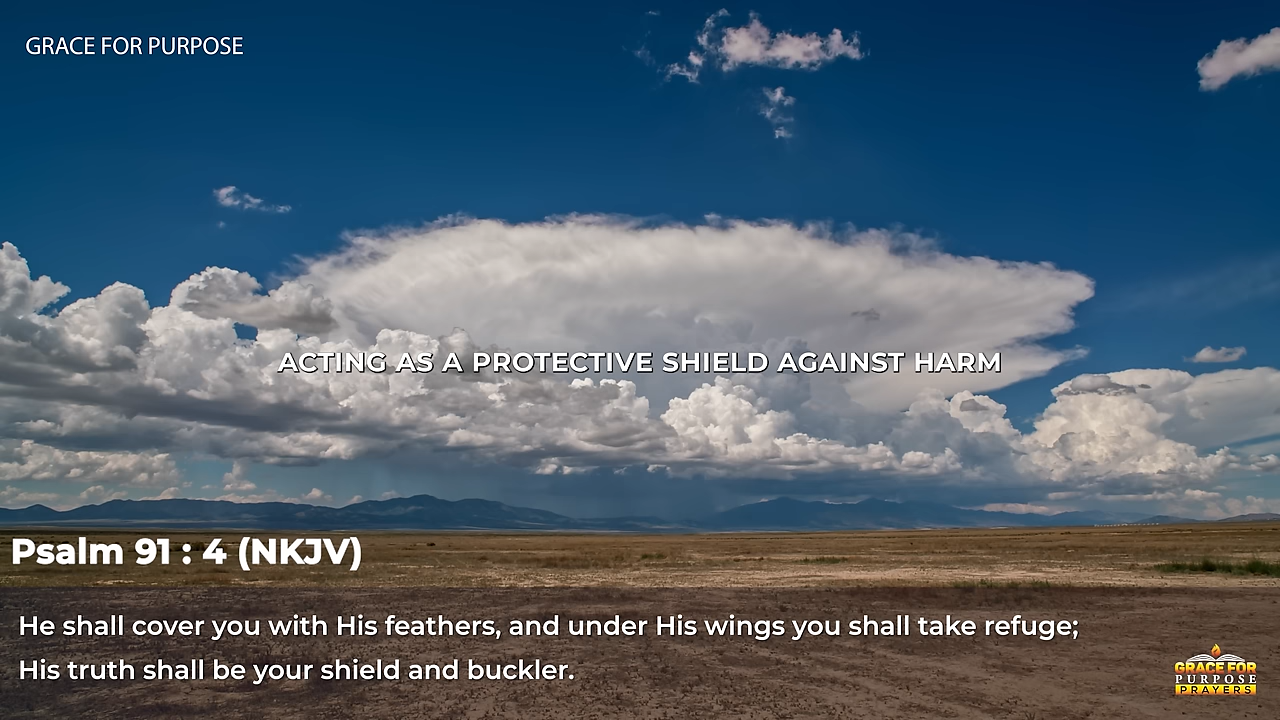 GRACE FOR PURPOSE
ACTING AS A PROTECTIVE SHIELD AGAINST HARM
Psalm 91 : 4 (NKJV)
He shall cover you with His feathers, and under His wings you shall take refuge;
His truth shall be your shield and buckler.
GRACE FOR
PURPOSE
PRAYERS